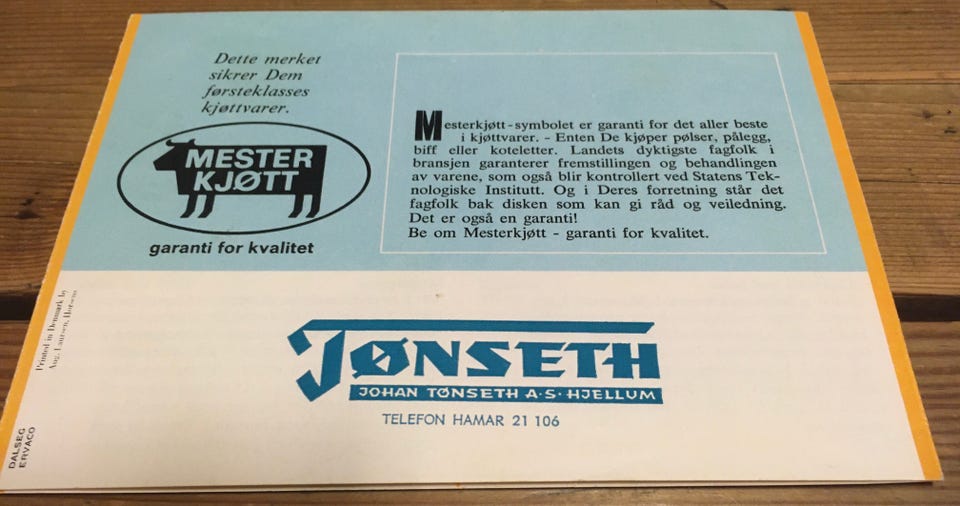 Dette merket
sikrer Dem
førsteklasses
kjøttvarer.
MESTER
KJØTT
garanti for kvalitet
Mesterkjøtt-symbolet er garanti for det aller beste
i kjøttvarer. - Enten De kjøper pølser, pålegg,
biff eller koteletter. Landets dyktigste fagfolk i
bransjen garanterer fremstillingen og behandlingen
av varene, som også blir kontrollert ved Statens Tek-
nologiske Institutt. Og i Deres forretning står det
fagfolk bak disken som kan gi råd og veiledning.
Det er også en garanti!
Be om Mesterkjøtt - garanti for kvalitet.
Printed in Denmark by
Aug. Laursen, Horsens
DALSEG
ERVACO
TØNSETH
JOHAN TØNSETH A·S·HJELLUM
TELEFON HAMAR 21 106